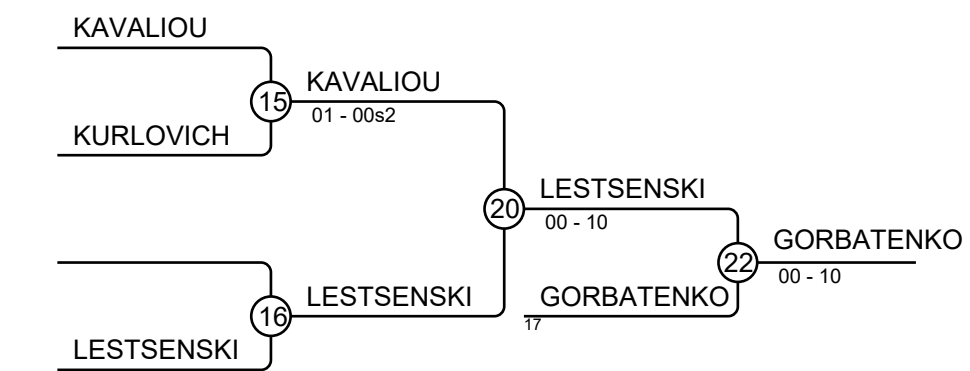 KAVALIOU
15
KAVALIOU
01 - 00s2
KURLOVICH
20
LESTSENSKI
00 - 10
22
GORBATENKO
00 - 10
16
LESTSENSKI
GORBATENKO
17
LESTSENSKI